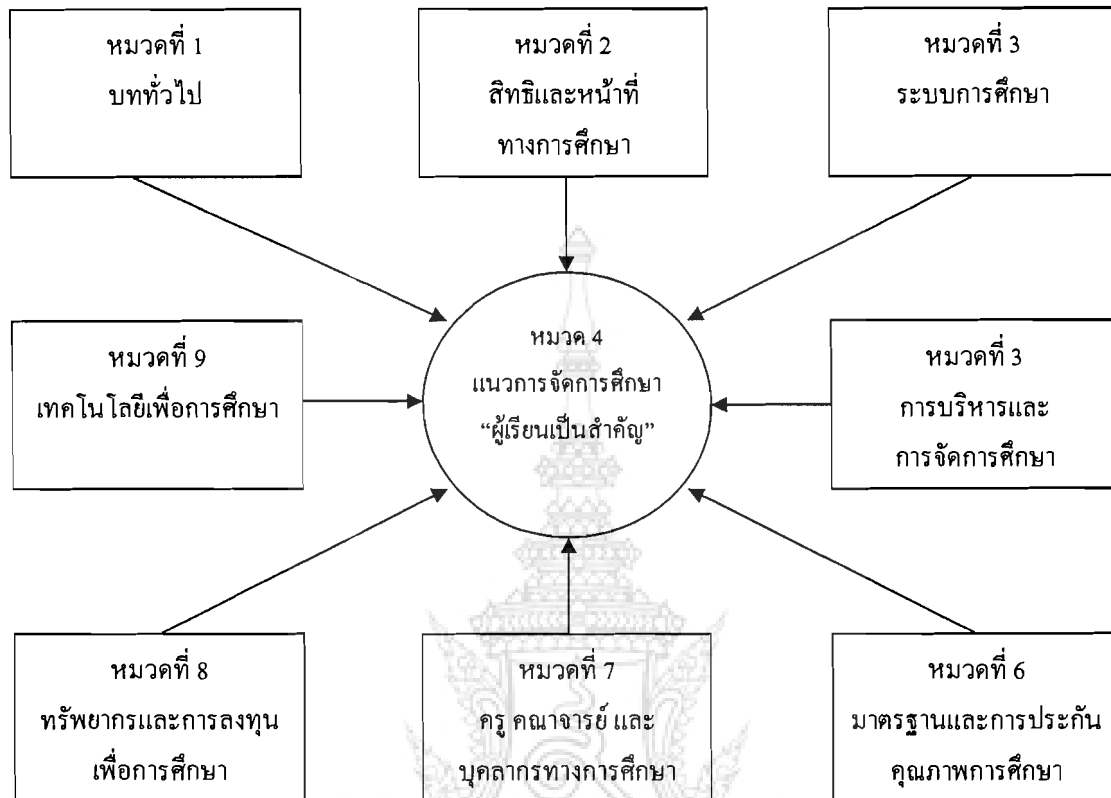 หมวดที่ 1
บททั่วไป
หมวดที่ 2
สิทธิและหน้าที่
ทางการศึกษา
หมวดที่ 3
ระบบการศึกษา
หมวดที่ 9
เทคโนโลยีเพื่อการศึกษา
หมวด 4
แนวการจัดการศึกษา
“ผู้เรียนเป็นสำคัญ”
หมวดที่ 3
การบริหารและ
การจัดการศึกษา
หมวดที่ 8
ทรัพยากรและการลงทุน
เพื่อการศึกษา
หมวดที่ 7
ครู คณาจารย์ และ
บุคลากรทางการศึกษา
หมวดที่ 6
มาตรฐานและการประกัน
คุณภาพการศึกษา